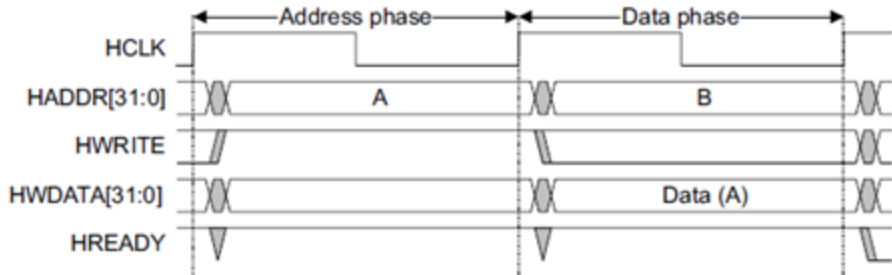 Address phase Data phase
HCLK
HADDR[31:0] A B
HWRITE
HWDATA[31:0] Data (A)
HREADY